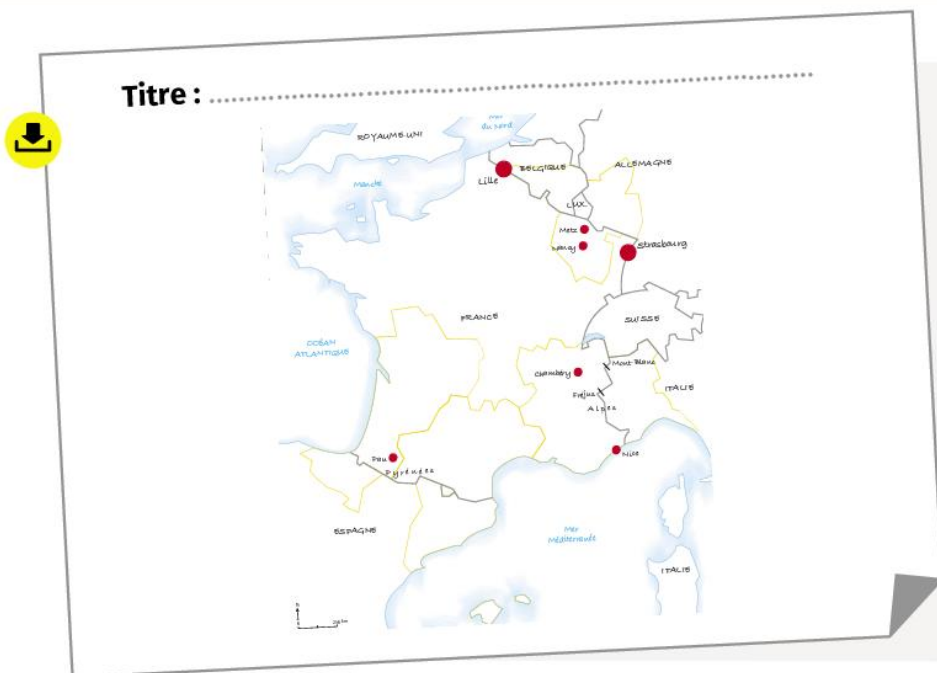 Titre : ........................................
Mer
du Nord
ROYAUME-UNI
BELGIQUE
ALLEMAGNE
Manche
Lille
LUX.
Metz
Nancy
Strasbourg
FRANCE
SUISSE
OCÉAN
ATLANTIQUE
Mont Blanc
Chambéry
ITALIE
Fréjus
Alpes
Pau
Nice
Pyrénées
ESPAGNE
Mer
Méditerranée
ITALIE
N